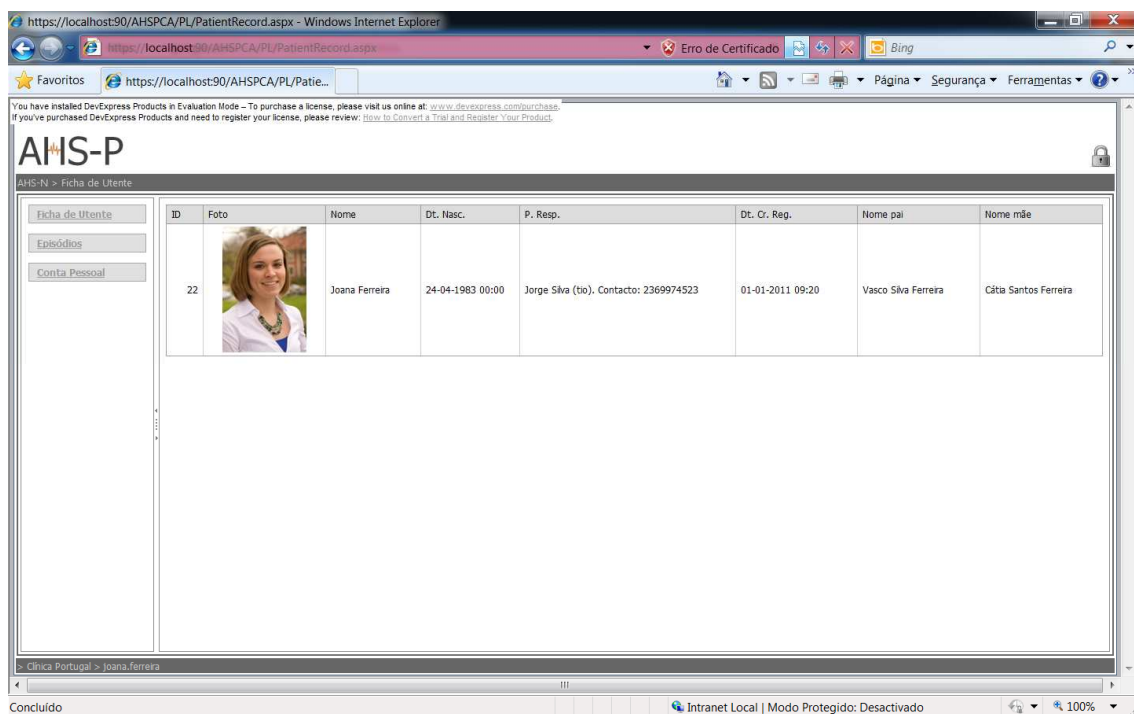 https://localhost:90/AHSPCA/PL/PatientRecord.aspx - Windows Internet Explorer
https://localhost:90/AHSPCA/PL/PatientRecord.aspx
Erro de Certificado
Bing
Favoritos
https://localhost:90/AHSPCA/PL/Patie...
Página
Segurança
Ferramentas
You have installed DevExpress Products in Evaluation Mode – To purchase a license, please visit us online at: www.devexpress.com/purchase.
If you've purchased DevExpress Products and need to register your license, please review: How to Convert a Trial and Register Your Product.
AHS-P
AHS-N > Ficha de Utente
Ficha de Utente
Episódios
Conta Pessoal
ID Foto Nome Dt. Nasc. P. Resp. Dt. Cr. Reg. Nome pai Nome mãe
22 Joana Ferreira 24-04-1983 00:00 Jorge Silva (tio). Contacto: 2369974523 01-01-2011 09:20 Vasco Silva Ferreira Cátia Santos Ferreira
> Clínica Portugal > joana.ferreira
Concluído
Intranet Local | Modo Protegido: Desactivado
100%